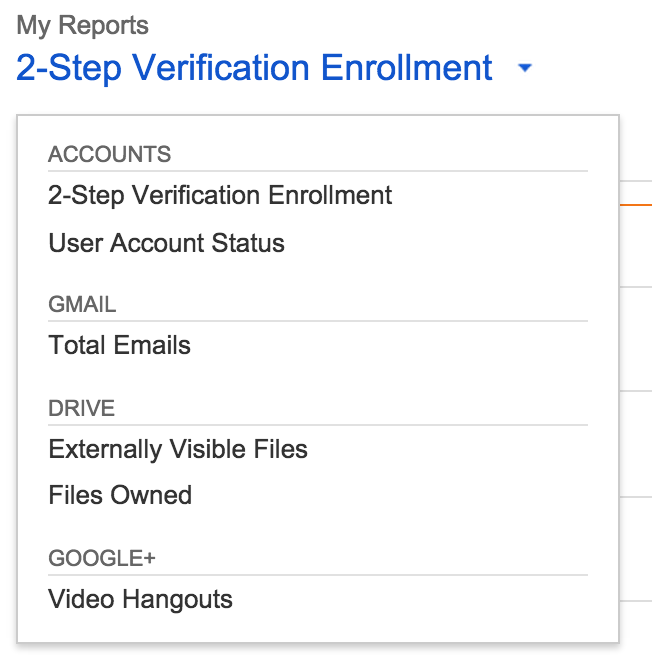 My Reports
2-Step Verification Enrollment
ACCOUNTS
2-Step Verification Enrollment
User Account Status
GMAIL
Total Emails
DRIVE
Externally Visible Files
Files Owned
GOOGLE+
Video Hangouts